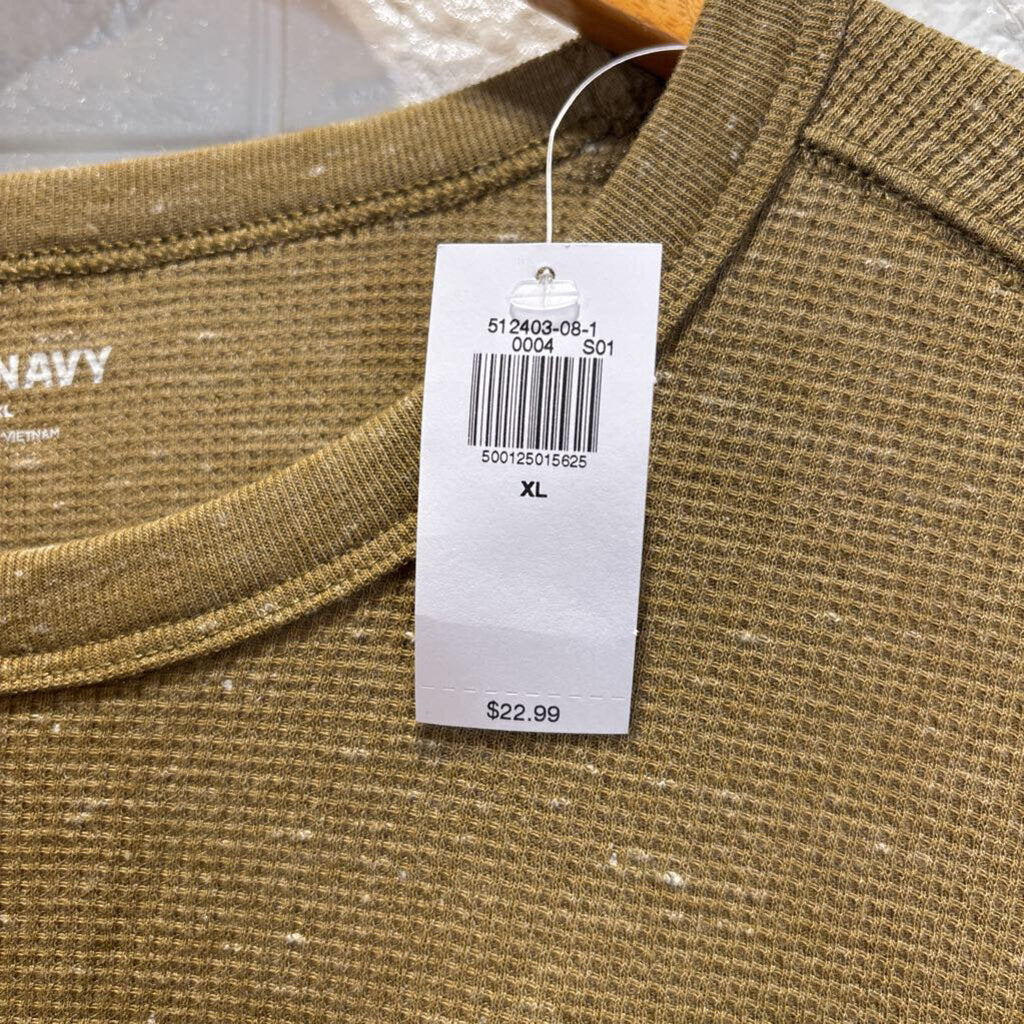 NAVY
XL
VIETNAM
512403-08-1
0004 S01
500125015625
XL
$22.99